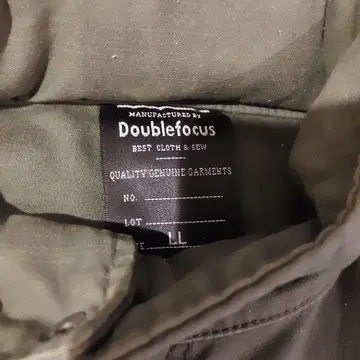 MANUFACTURED BY
Doublefocus
BEST CLOTH & SEW
QUALITY GENUINE GARMENTS
NO.
LOT
LL